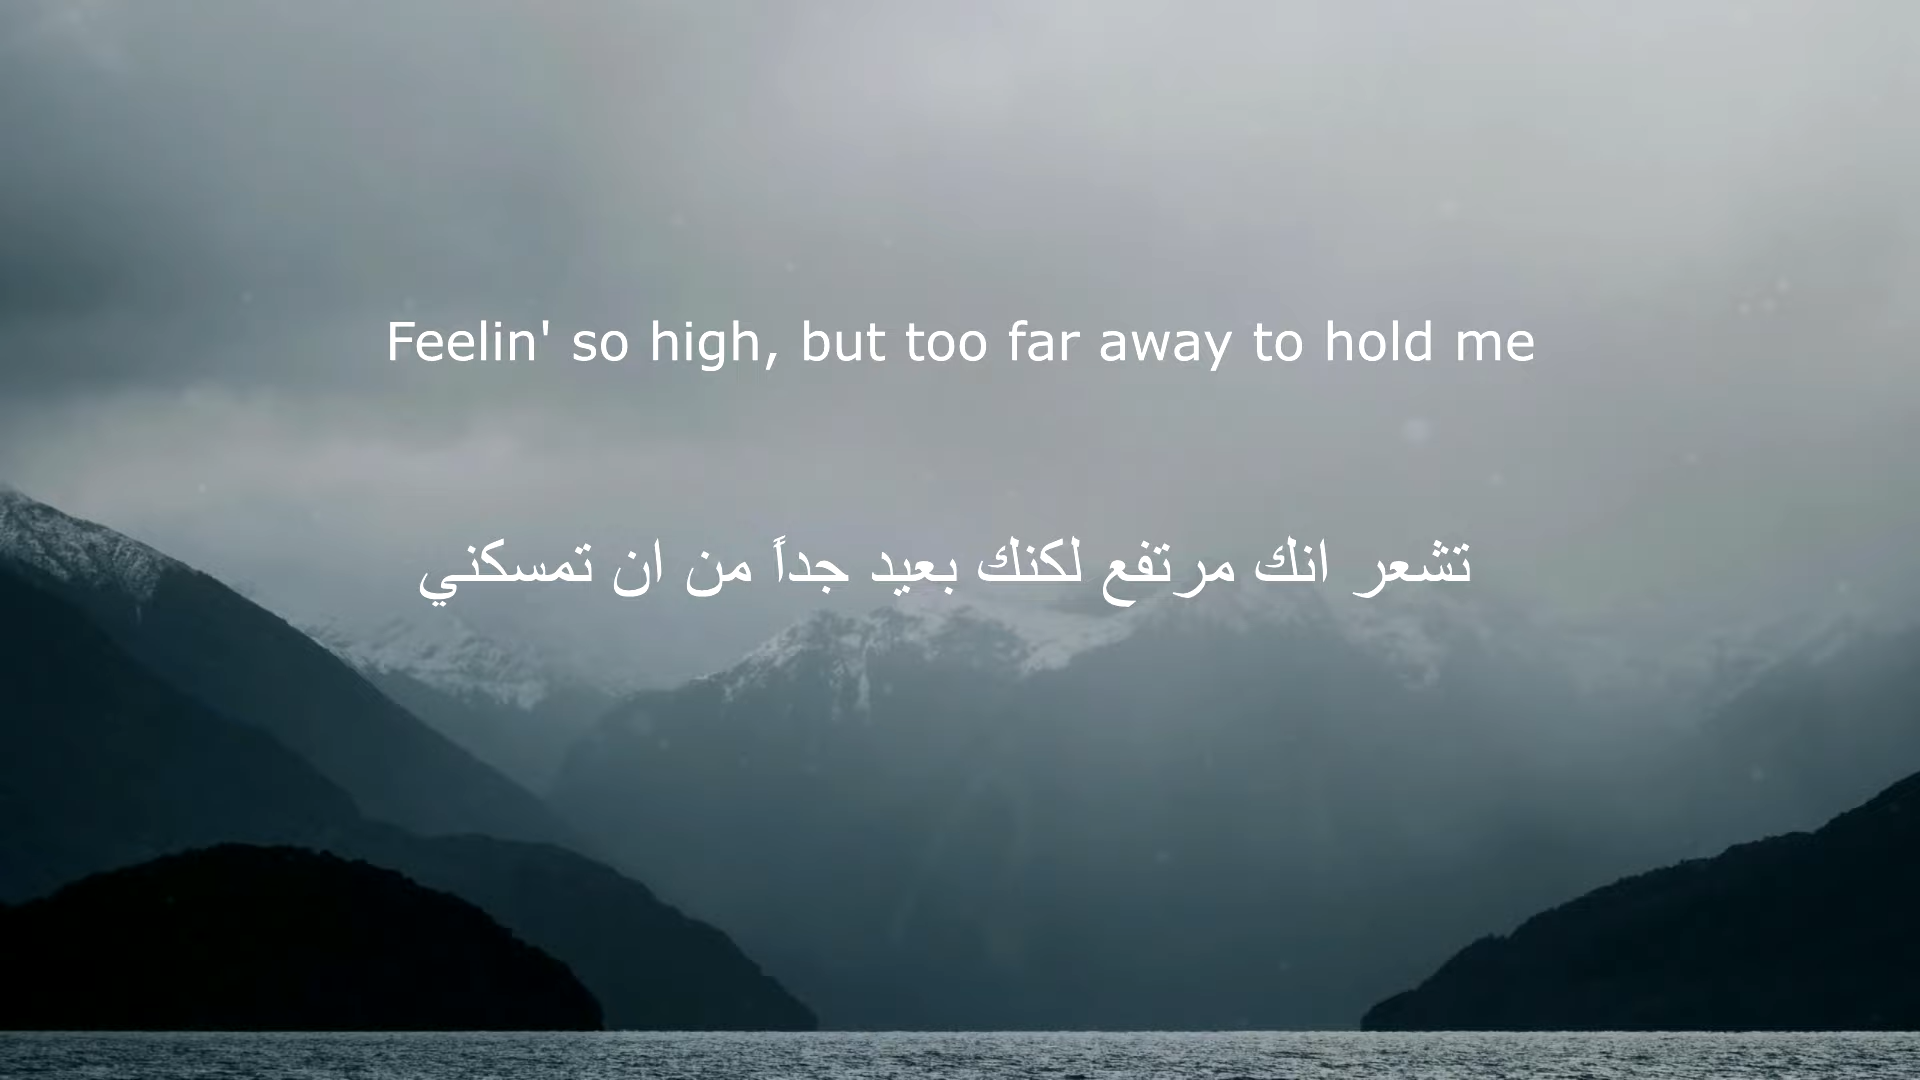 Feelin' so high, but too far away to hold me
تشعر انك مرتفع لكنك بعيد جداً من ان تمسكني